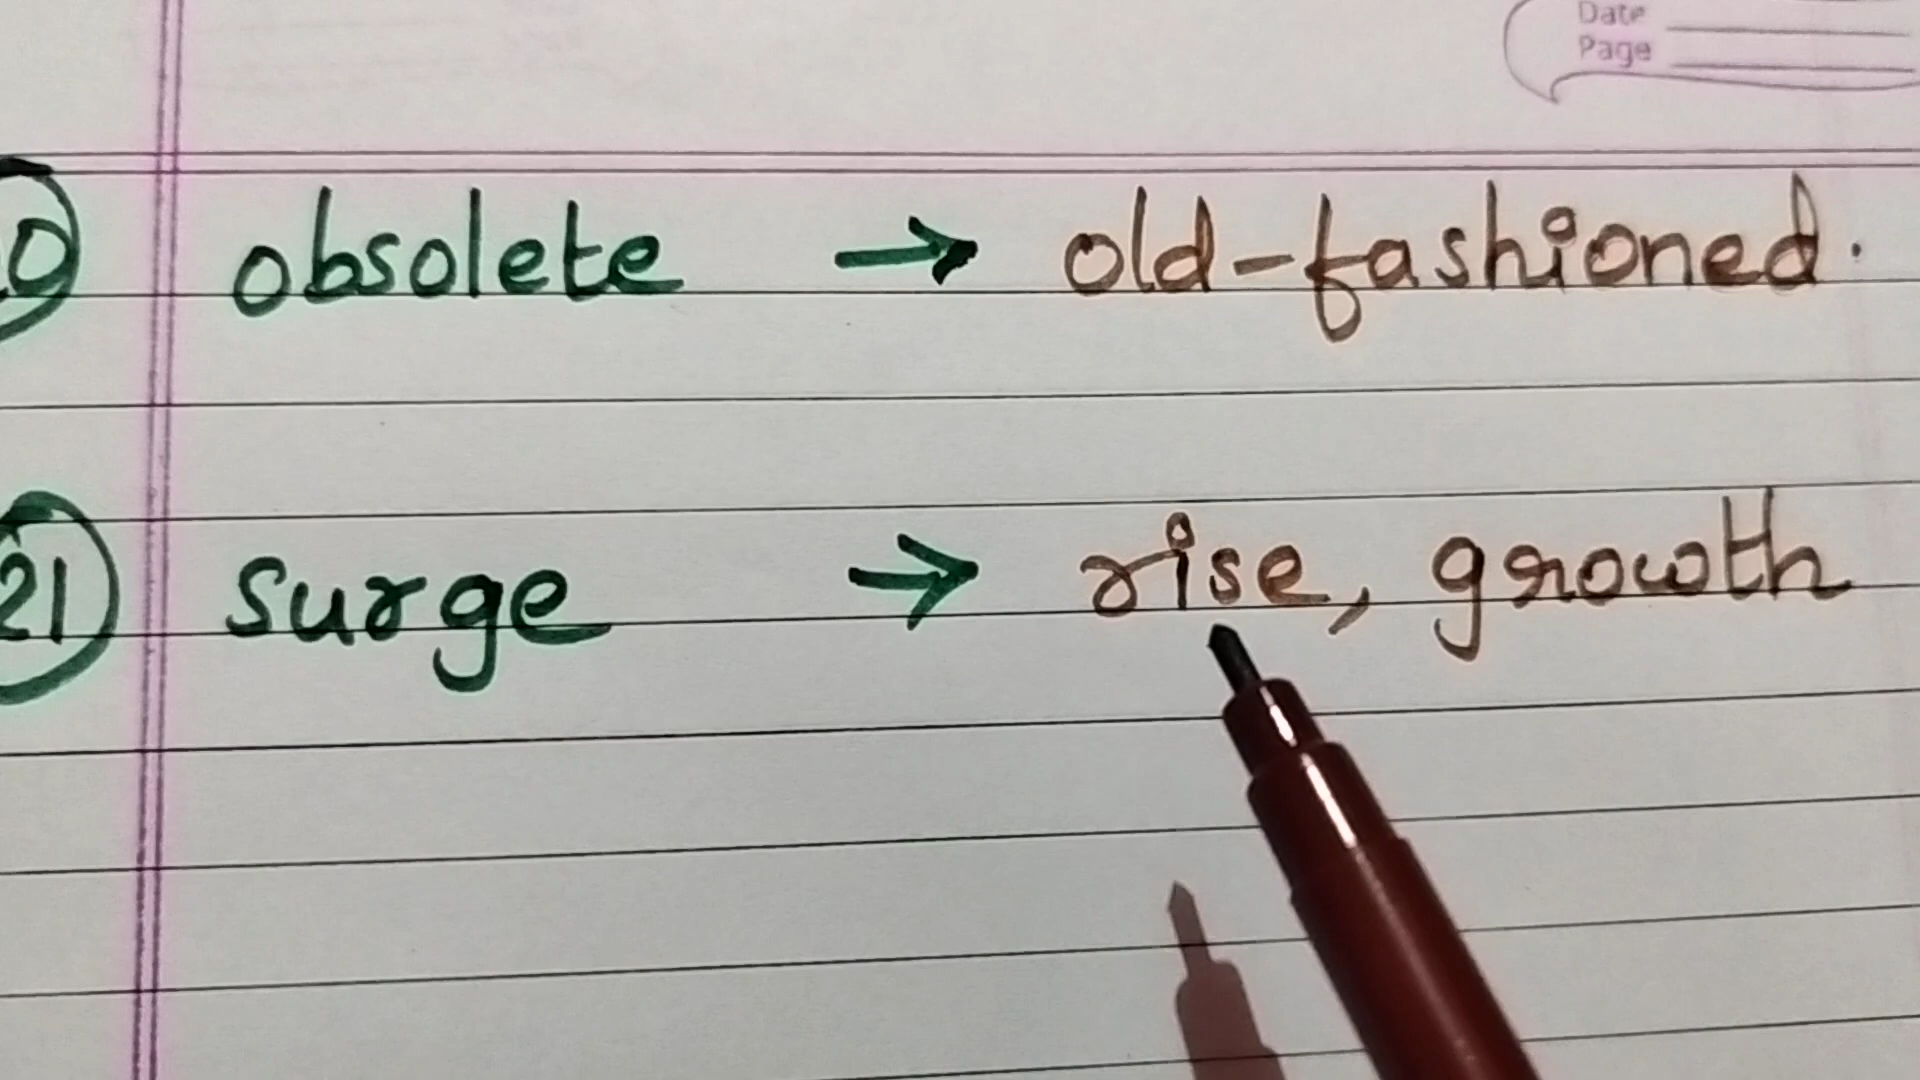 Date
Page
obsolete → old-fashioned.
21 surge → rise, growth